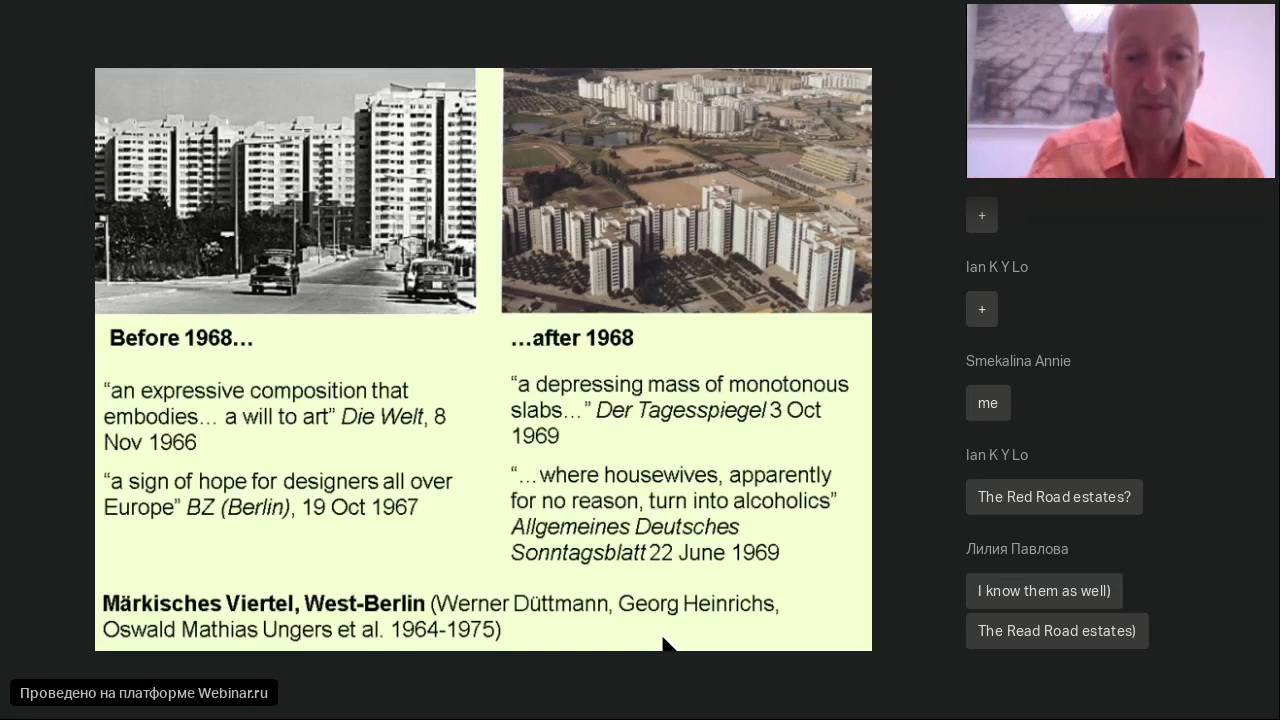 Before 1968...
“an expressive composition that
embodies... a will to art” Die Welt, 8
Nov 1966
“a sign of hope for designers all over
Europe” BZ (Berlin), 19 Oct 1967
...after 1968
“a depressing mass of monotonous
slabs...” Der Tagesspiegel 3 Oct
1969
“...where housewives, apparently
for no reason, turn into alcoholics”
Allgemeines Deutsches
Sonntagsblatt 22 June 1969
Märkisches Viertel, West-Berlin (Werner Düttmann, Georg Heinrichs,
Oswald Mathias Ungers et al. 1964-1975)
+
Ian K Y Lo
+
Smekalina Annie
me
Ian K Y Lo
The Red Road estates?
Лилия Павлова
I know them as well)
The Read Road estates)
Проведено на платформе Webinar.ru